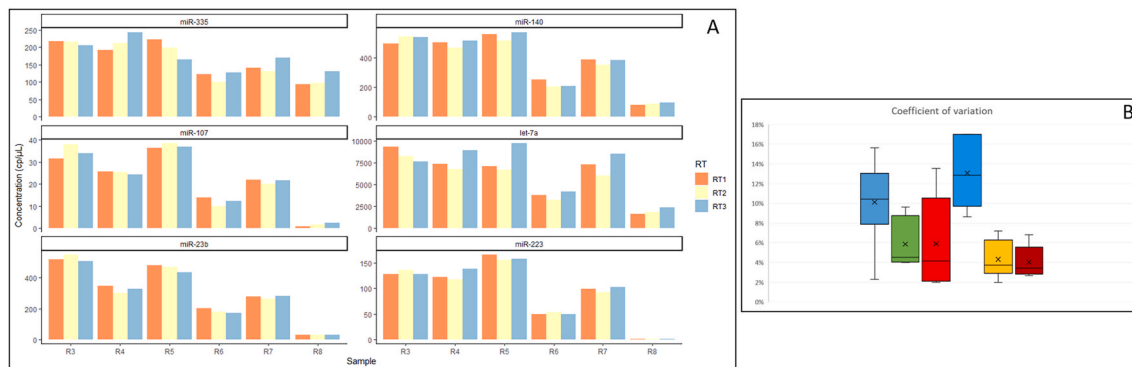 A
miR-335
miR-140
250
200
150
100
50
0
400
200
0
miR-107
let-7a
40
30
20
10
0
10000
7500
5000
2500
0
miR-23b
miR-223
400
200
0
150
100
50
0
R3 R4 R5 R6 R7 R8
R3 R4 R5 R6 R7 R8
Concentration (cp/μL)
Sample
RT
RT1
RT2
RT3
B
Coefficient of variation
18%
16%
14%
12%
10%
8%
6%
4%
2%
0%